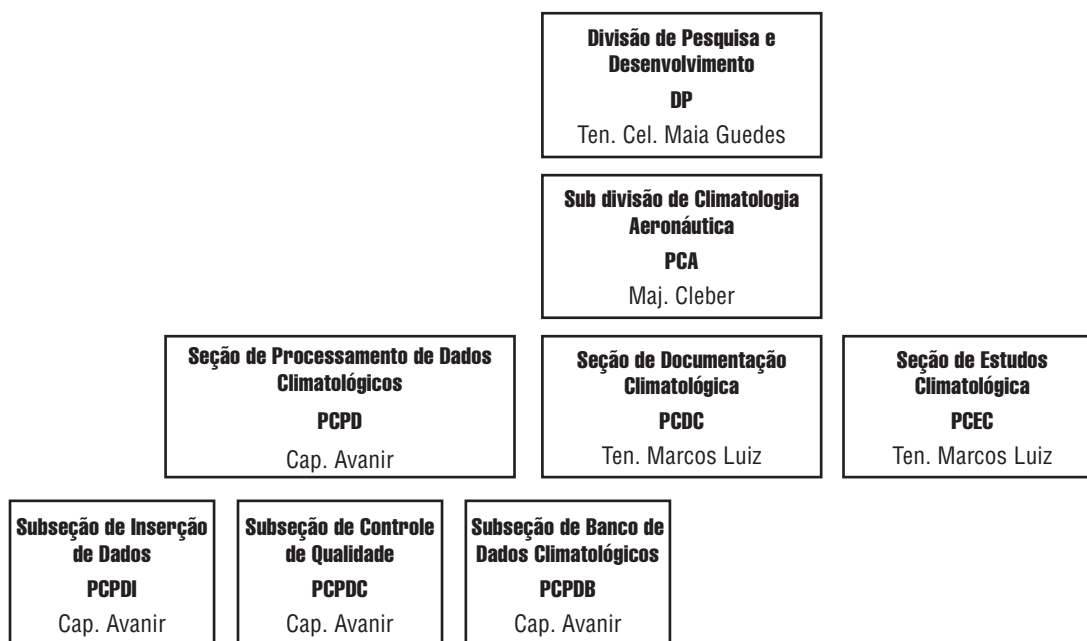 Divisão de Pesquisa e
Desenvolvimento
DP
Ten. Cel. Maia Guedes
Sub divisão de Climatologia
Aeronáutica
PCA
Maj. Cleber
Seção de Processamento de Dados
Climatológicos
PCPD
Cap. Avanir
Seção de Documentação
Climatológica
PCDC
Ten. Marcos Luiz
Seção de Estudos
Climatológica
PCEC
Ten. Marcos Luiz
Subseção de Inserção
de Dados
PCPDI
Cap. Avanir
Subseção de Controle
de Qualidade
PCPDC
Cap. Avanir
Subseção de Banco de
Dados Climatológicos
PCPDB
Cap. Avanir